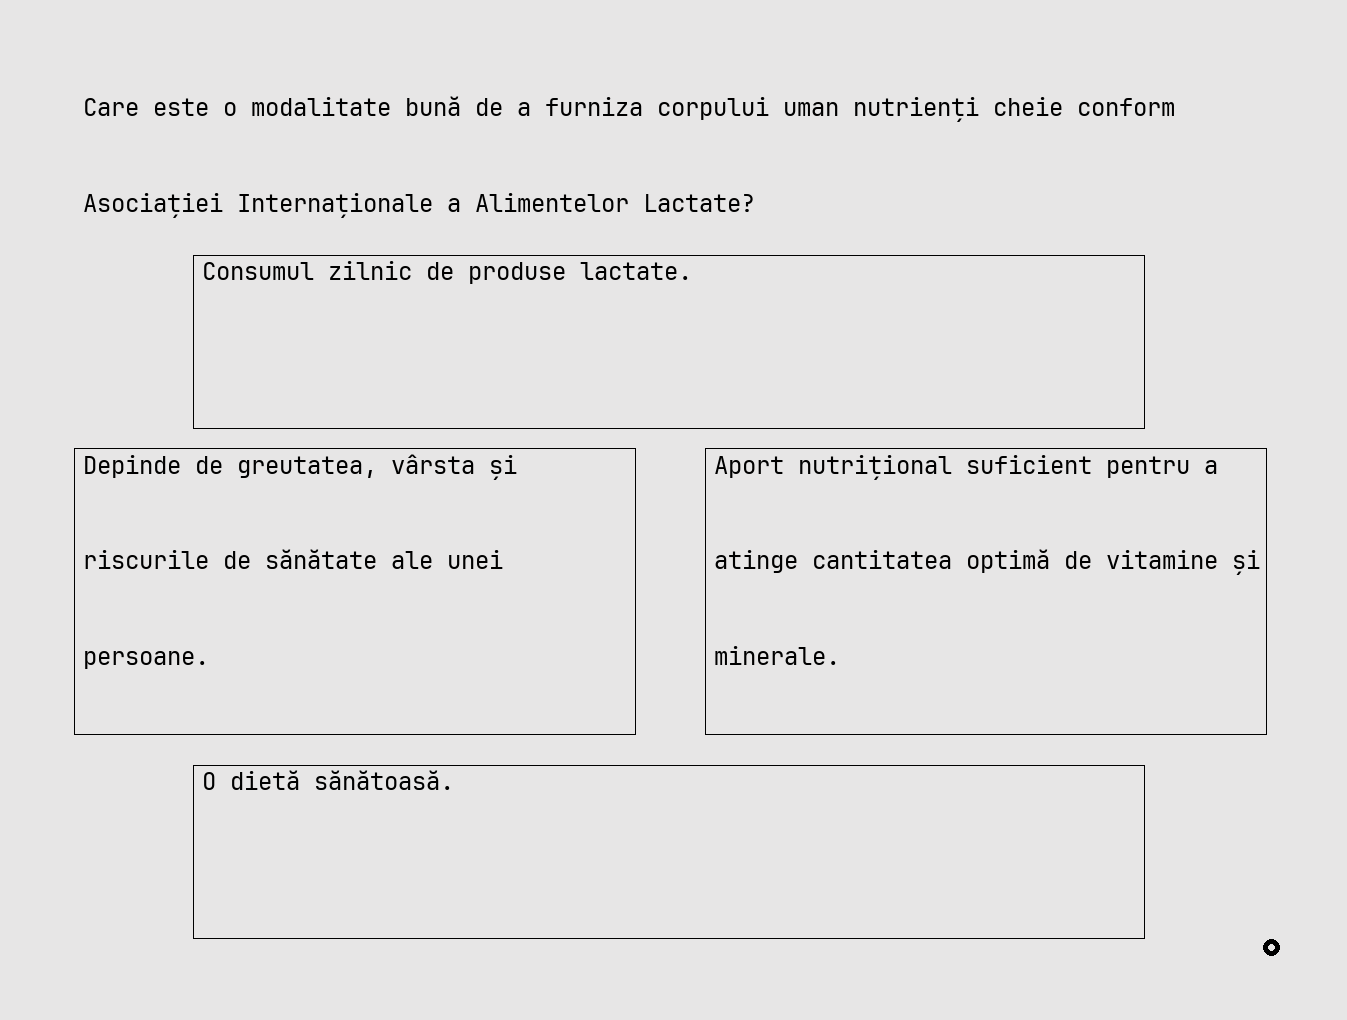 Care este o modalitate bună de a furniza corpului uman nutrienți cheie conform
Asociației Internaționale a Alimentelor Lactate?
Consumul zilnic de produse lactate.
Depinde de greutatea, vârsta și
riscurile de sănătate ale unei
persoane.
Aport nutrițional suficient pentru a
atinge cantitatea optimă de vitamine și
minerale.
O dietă sănătoasă.